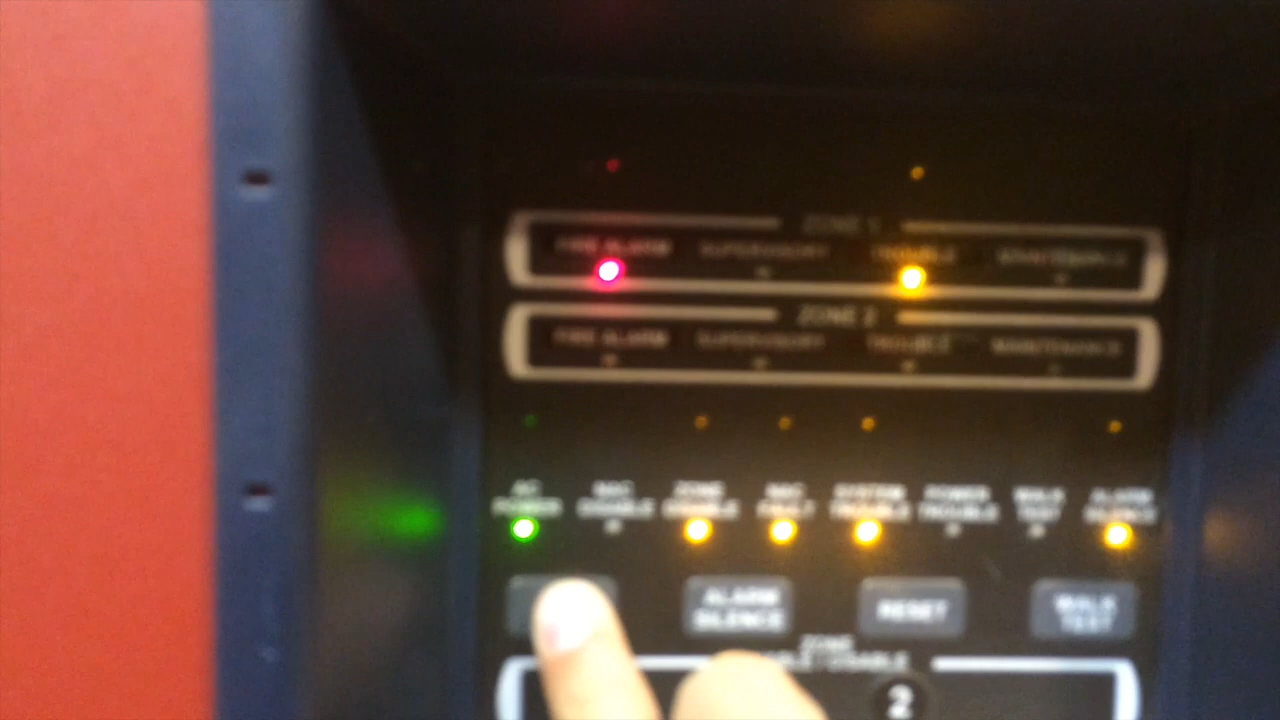 ZONE 1
FIRE ALARM SUPERVISORY TROUBLE MAINTENANCE
ZONE 2
FIRE ALARM SUPERVISORY TROUBLE MAINTENANCE
AC POWER
NAC DISABLE
ZONE DISABLE
NAC FAULT
SYSTEM TROUBLE
POWER TROUBLE
WALK TEST
ALARM SILENCE
ALARM SILENCE
RESET
WALK TEST
ZONE
ENABLE/DISABLE
2